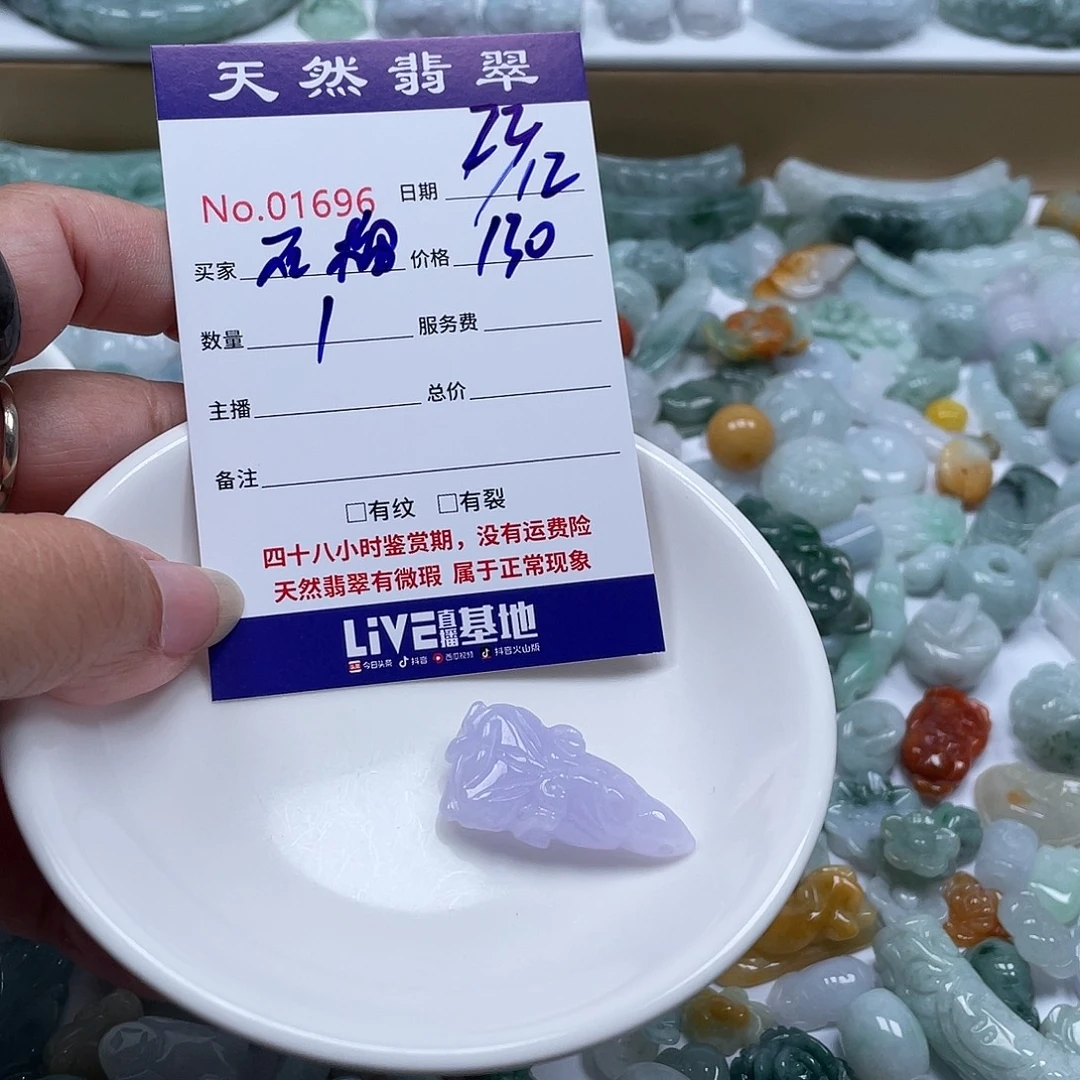 天然翡翠
No.01696 日期 24/12
买家 石榴 价格 130
数量 1 服务费
主播 总价
备注
□有纹 □有裂
四十八小时鉴赏期，没有运费险
天然翡翠有微瑕 属于正常现象
LiVE直播基地
今日头条 抖音 西瓜视频 抖音火山版